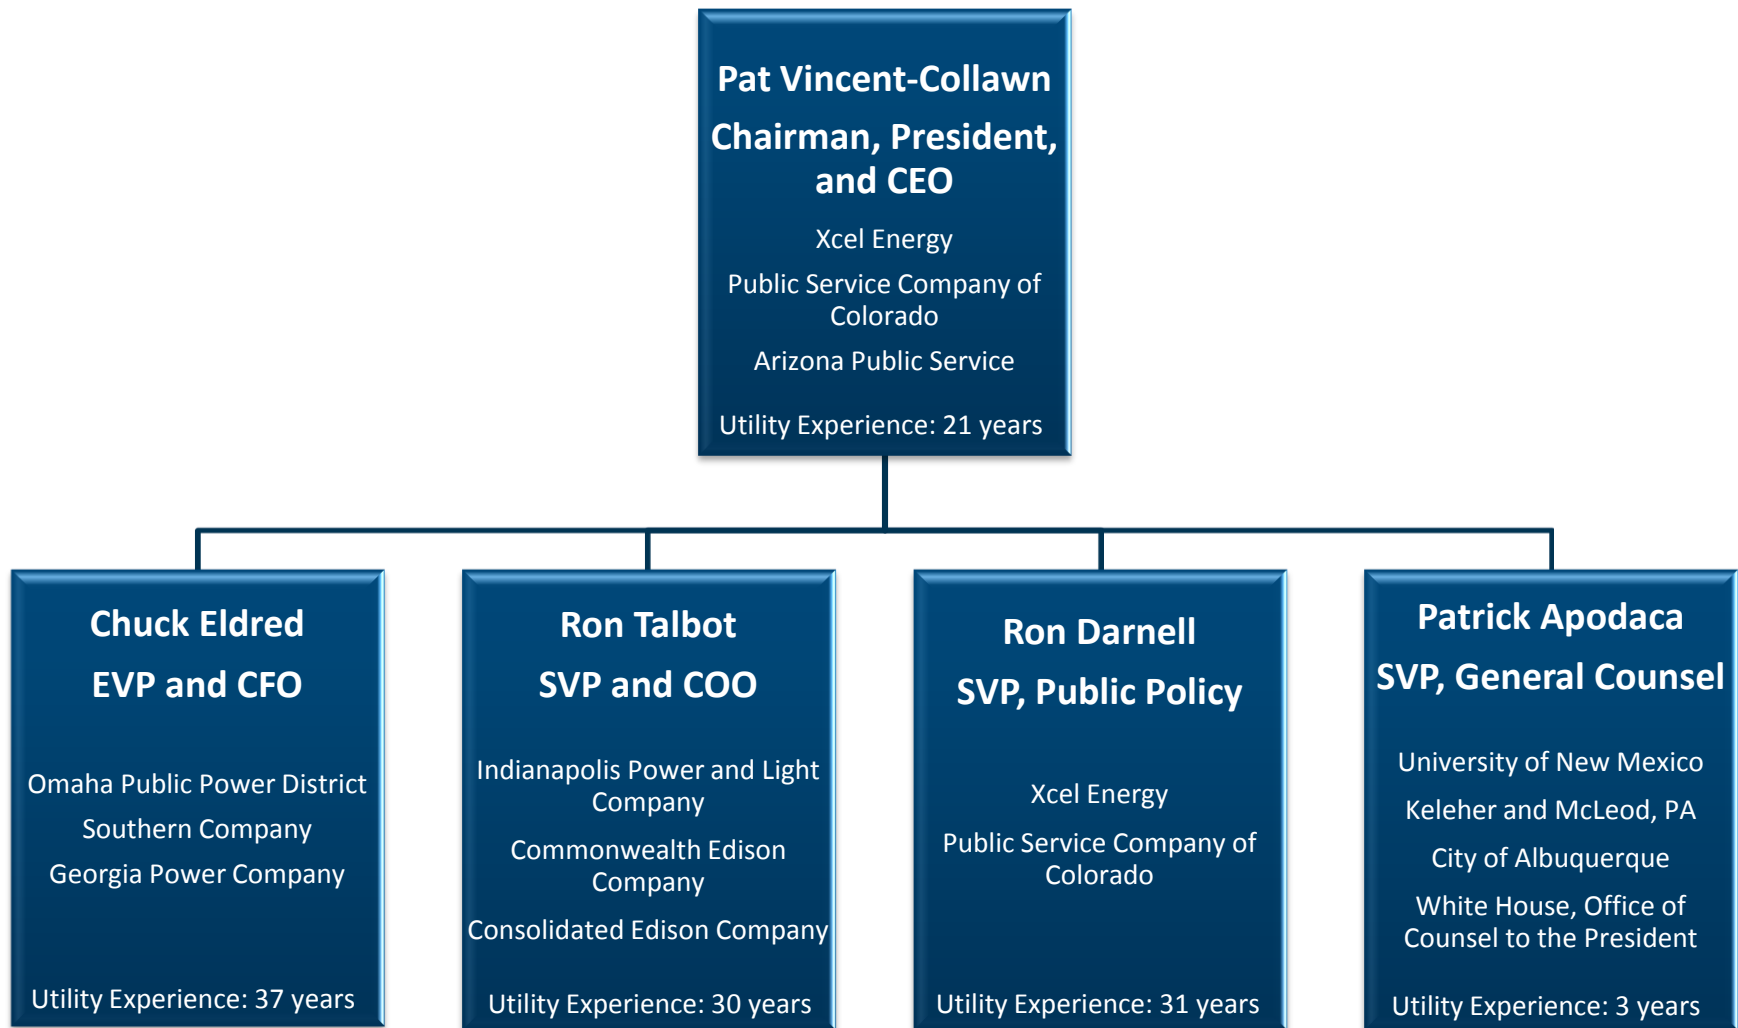 Pat Vincent-Collawn
Chairman, President,
and CEO
Xcel Energy
Public Service Company of
Colorado
Arizona Public Service
Utility Experience: 21 years
Chuck Eldred
EVP and CFO
Omaha Public Power District
Southern Company
Georgia Power Company
Utility Experience: 37 years
Ron Talbot
SVP and COO
Indianapolis Power and Light
Company
Commonwealth Edison
Company
Consolidated Edison Company
Utility Experience: 30 years
Ron Darnell
SVP, Public Policy
Xcel Energy
Public Service Company of
Colorado
Utility Experience: 31 years
Patrick Apodaca
SVP, General Counsel
University of New Mexico
Keleher and McLeod, PA
City of Albuquerque
White House, Office of
Counsel to the President
Utility Experience: 3 years